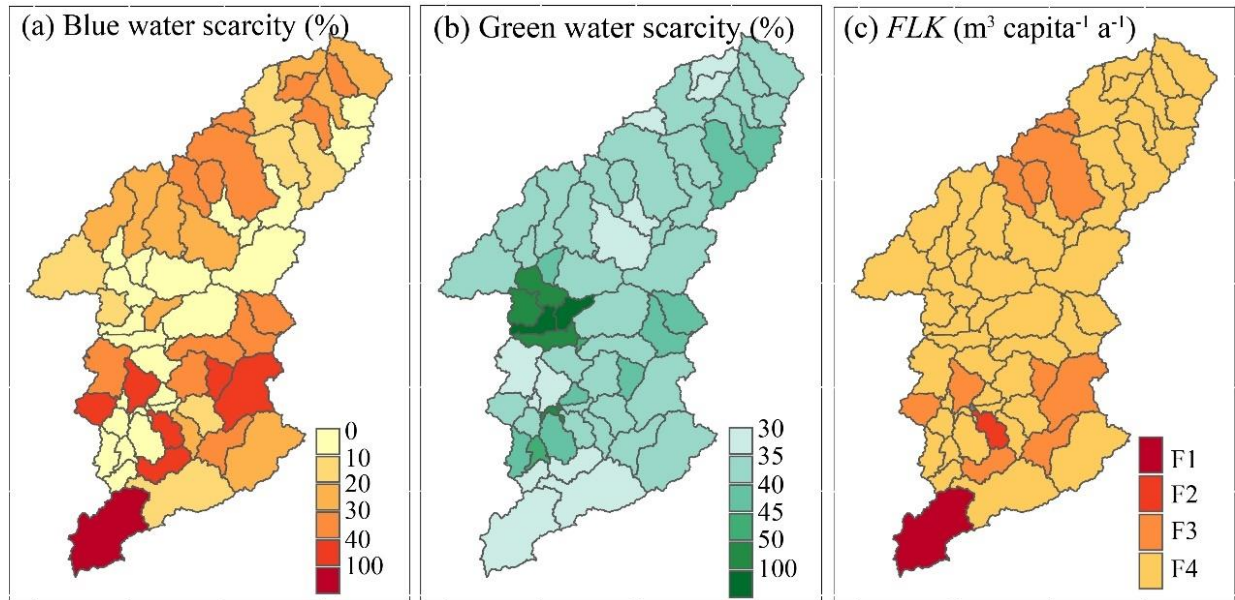 (a) Blue water scarcity (%)
0
10
20
30
40
100
(b) Green water scarcity (%)
30
35
40
45
50
100
(c) FLK (m³ capita⁻¹ a⁻¹)
F1
F2
F3
F4